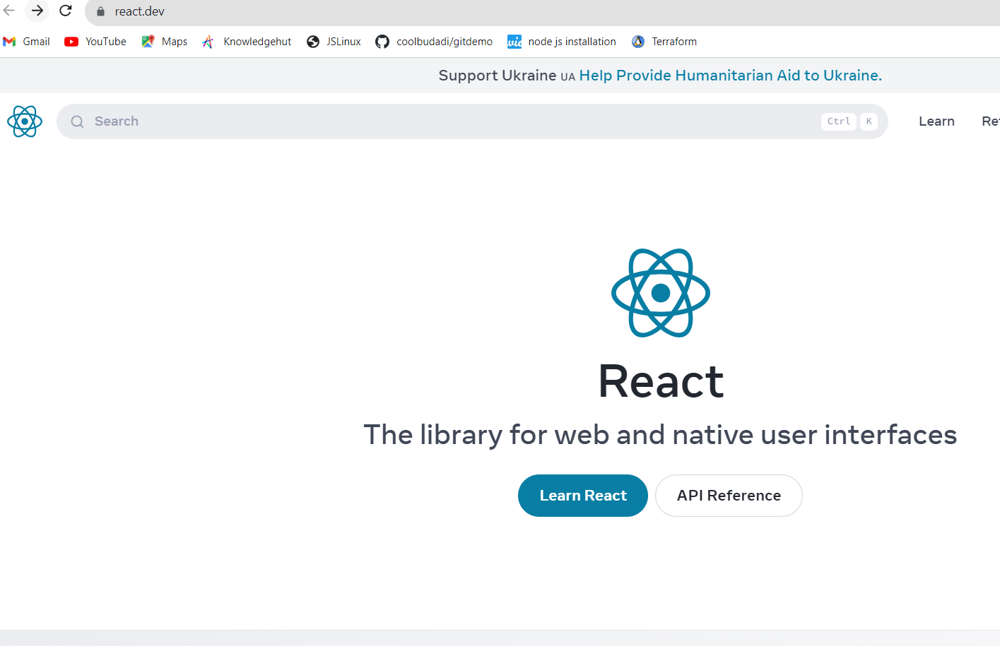 react.dev
Gmail YouTube Maps Knowledgehut JSLinux coolbudadi/gitdemo node js installation Terraform
Support Ukraine UA Help Provide Humanitarian Aid to Ukraine.
Search Ctrl K Learn
React
The library for web and native user interfaces
Learn React API Reference